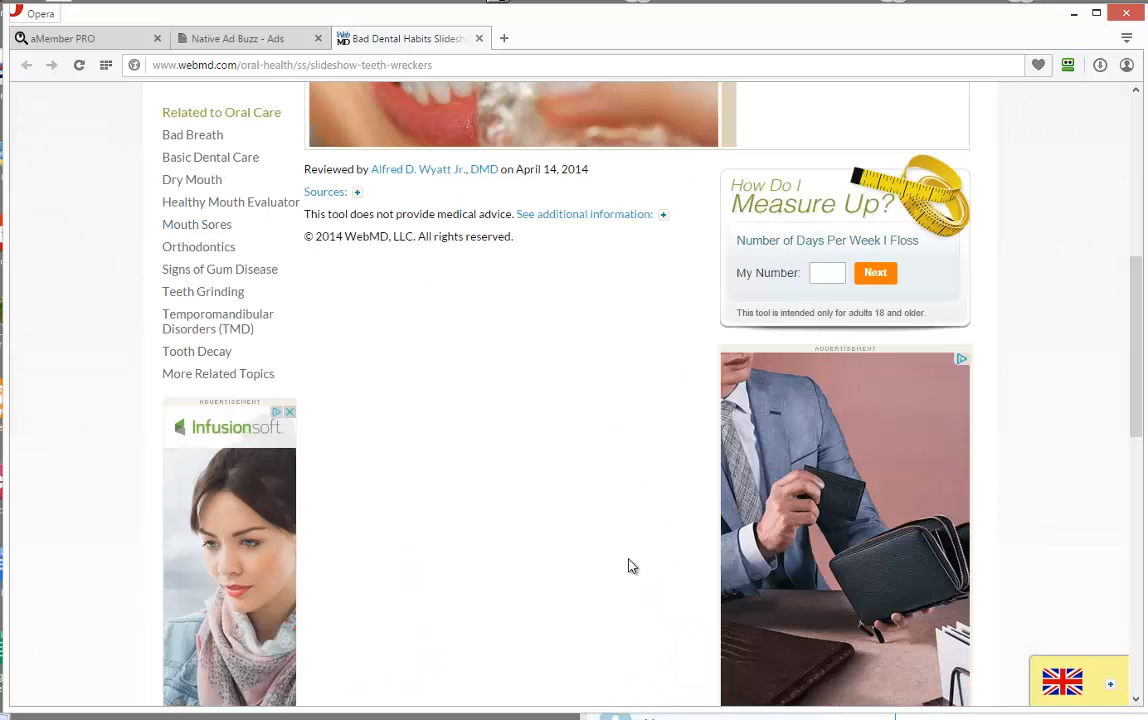 Opera
aMember PRO
Native Ad Buzz - Ads
Web MD
Bad Dental Habits Slidesh
www.webmd.com/oral-health/ss/slideshow-teeth-wreckers
Related to Oral Care
Bad Breath
Basic Dental Care
Dry Mouth
Healthy Mouth Evaluator
Mouth Sores
Orthodontics
Signs of Gum Disease
Teeth Grinding
Temporomandibular
Disorders (TMD)
Tooth Decay
More Related Topics
ADVERTISEMENT
Infusionsoft.
Reviewed by Alfred D. Wyatt Jr., DMD on April 14, 2014
Sources:
This tool does not provide medical advice. See additional information:
© 2014 WebMD, LLC. All rights reserved.
How Do I
Measure Up?
Number of Days Per Week I Floss
My Number:
Next
This tool is intended only for adults 18 and older.
ADVERTISEMENT